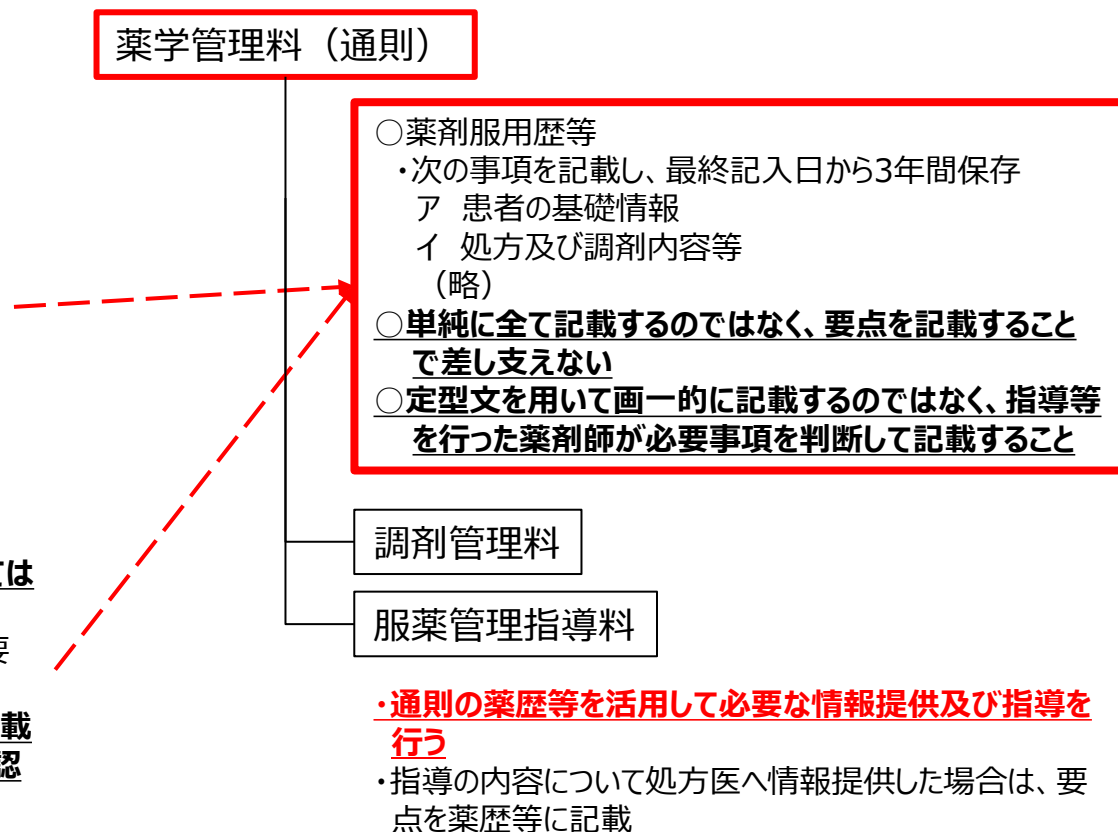 薬学管理料（通則）
○薬剤服用歴等
・次の事項を記載し、最終記入日から3年間保存
ア 患者の基礎情報
イ 処方及び調剤内容等
（略）
○単純に全て記載するのではなく、要点を記載すること
で差し支えない
○定型文を用いて画一的に記載するのではなく、指導等
を行った薬剤師が必要事項を判断して記載すること
調剤管理料
服薬管理指導料
・通則の薬歴等を活用して必要な情報提供及び指導を
行う
・指導の内容について処方医へ情報提供した場合は、要
点を薬歴等に記載
ては
要
載
認